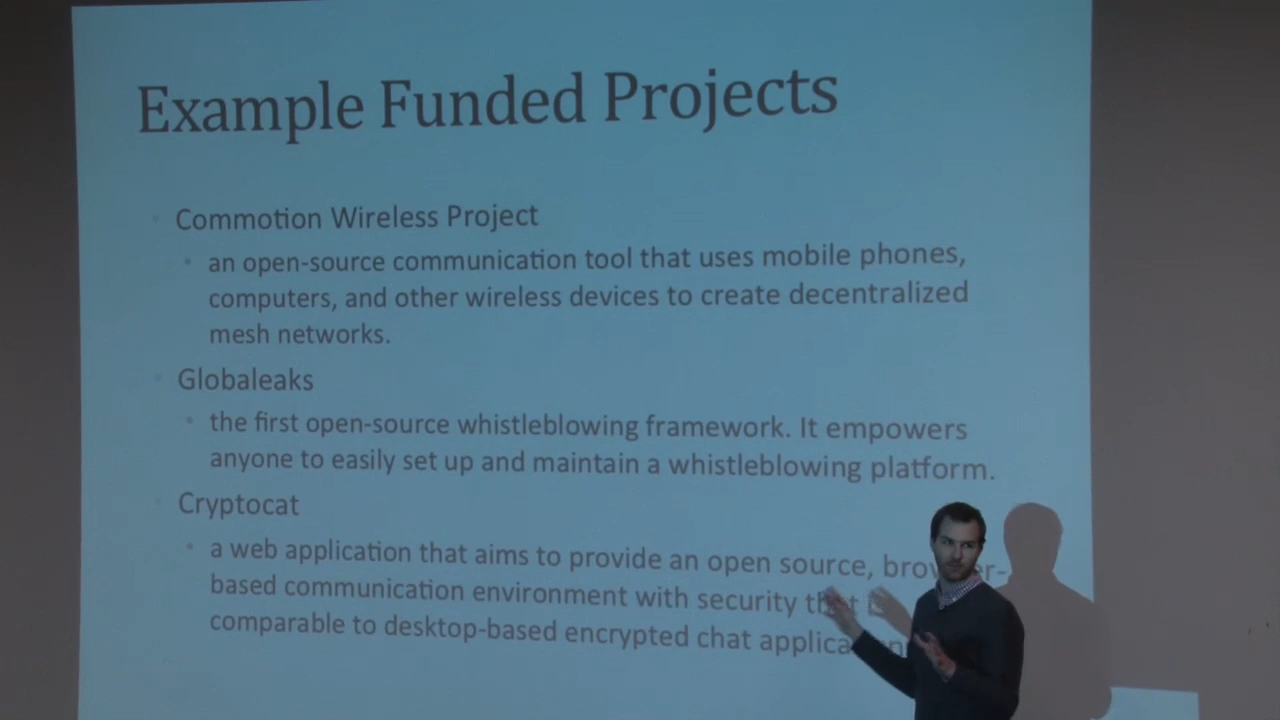 Example Funded Projects
Commotion Wireless Project
an open-source communication tool that uses mobile phones,
computers, and other wireless devices to create decentralized
mesh networks.
Globaleaks
the first open-source whistleblowing framework. It empowers
anyone to easily set up and maintain a whistleblowing platform.
Cryptocat
a web application that aims to provide an open source, browser-
based communication environment with security that is
comparable to desktop-based encrypted chat